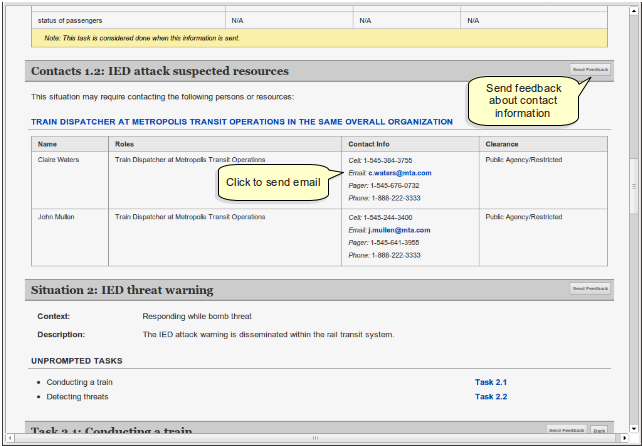 status of passengers N/A N/A N/A
Note: This task is considered done when this information is sent.
Contacts 1.2: IED attack suspected resources Send Feedback
Send feedback
about contact
information
This situation may require contacting the following persons or resources:
TRAIN DISPATCHER AT METROPOLIS TRANSIT OPERATIONS IN THE SAME OVERALL ORGANIZATION
Name Roles Contact Info Clearance
Claire Waters Train Dispatcher at Metropolis Transit Operations Cell: 1-545-384-3755 Public Agency/Restricted
Click to send email
Email: c.waters@mta.com
Pager: 1-545-676-0732
Phone: 1-888-222-3333
John Mullen Train Dispatcher at Metropolis Transit Operations Cell: 1-545-244-3400 Public Agency/Restricted
Email: j.mullen@mta.com
Pager: 1-545-641-3955
Phone: 1-888-222-3333
Situation 2: IED threat warning Send Feedback
Context: Responding while bomb threat
Description: The IED attack warning is disseminated within the rail transit system.
UNPROMPTED TASKS
• Conducting a train Task 2.1
• Detecting threats Task 2.2
Task 2.1: Conducting a train Send Feedback Back